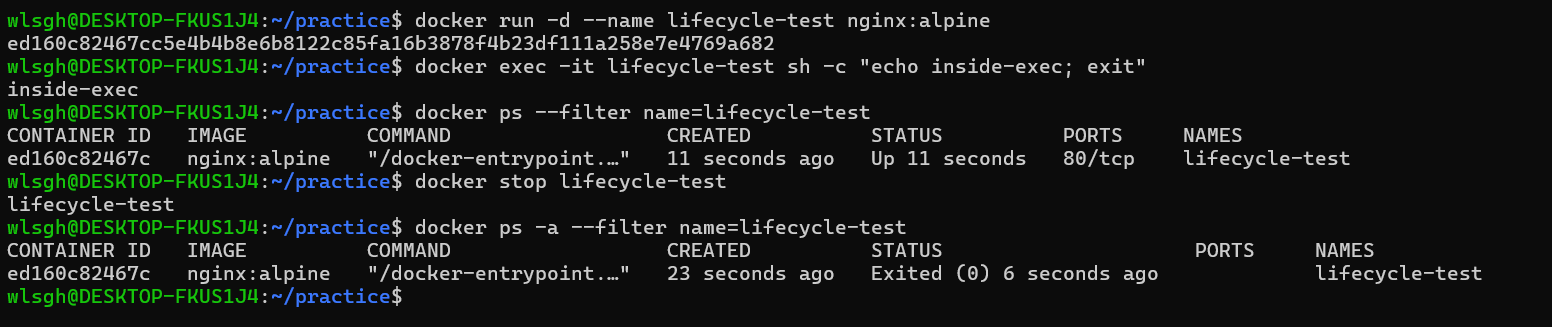 wlsgh@DESKTOP-FKUS1J4:~/practice$ docker run -d --name lifecycle-test nginx:alpine
ed160c82467cc5e4b4b8e6b8122c85fa16b3878f4b23df111a258e7e4769a682
wlsgh@DESKTOP-FKUS1J4:~/practice$ docker exec -it lifecycle-test sh -c "echo inside-exec; exit"
inside-exec
wlsgh@DESKTOP-FKUS1J4:~/practice$ docker ps --filter name=lifecycle-test
CONTAINER ID   IMAGE          COMMAND                  CREATED          STATUS          PORTS     NAMES
ed160c82467c   nginx:alpine   "/docker-entrypoint.…"   11 seconds ago   Up 11 seconds   80/tcp    lifecycle-test
wlsgh@DESKTOP-FKUS1J4:~/practice$ docker stop lifecycle-test
lifecycle-test
wlsgh@DESKTOP-FKUS1J4:~/practice$ docker ps -a --filter name=lifecycle-test
CONTAINER ID   IMAGE          COMMAND                  CREATED          STATUS                     PORTS     NAMES
ed160c82467c   nginx:alpine   "/docker-entrypoint.…"   23 seconds ago   Exited (0) 6 seconds ago             lifecycle-test
wlsgh@DESKTOP-FKUS1J4:~/practice$